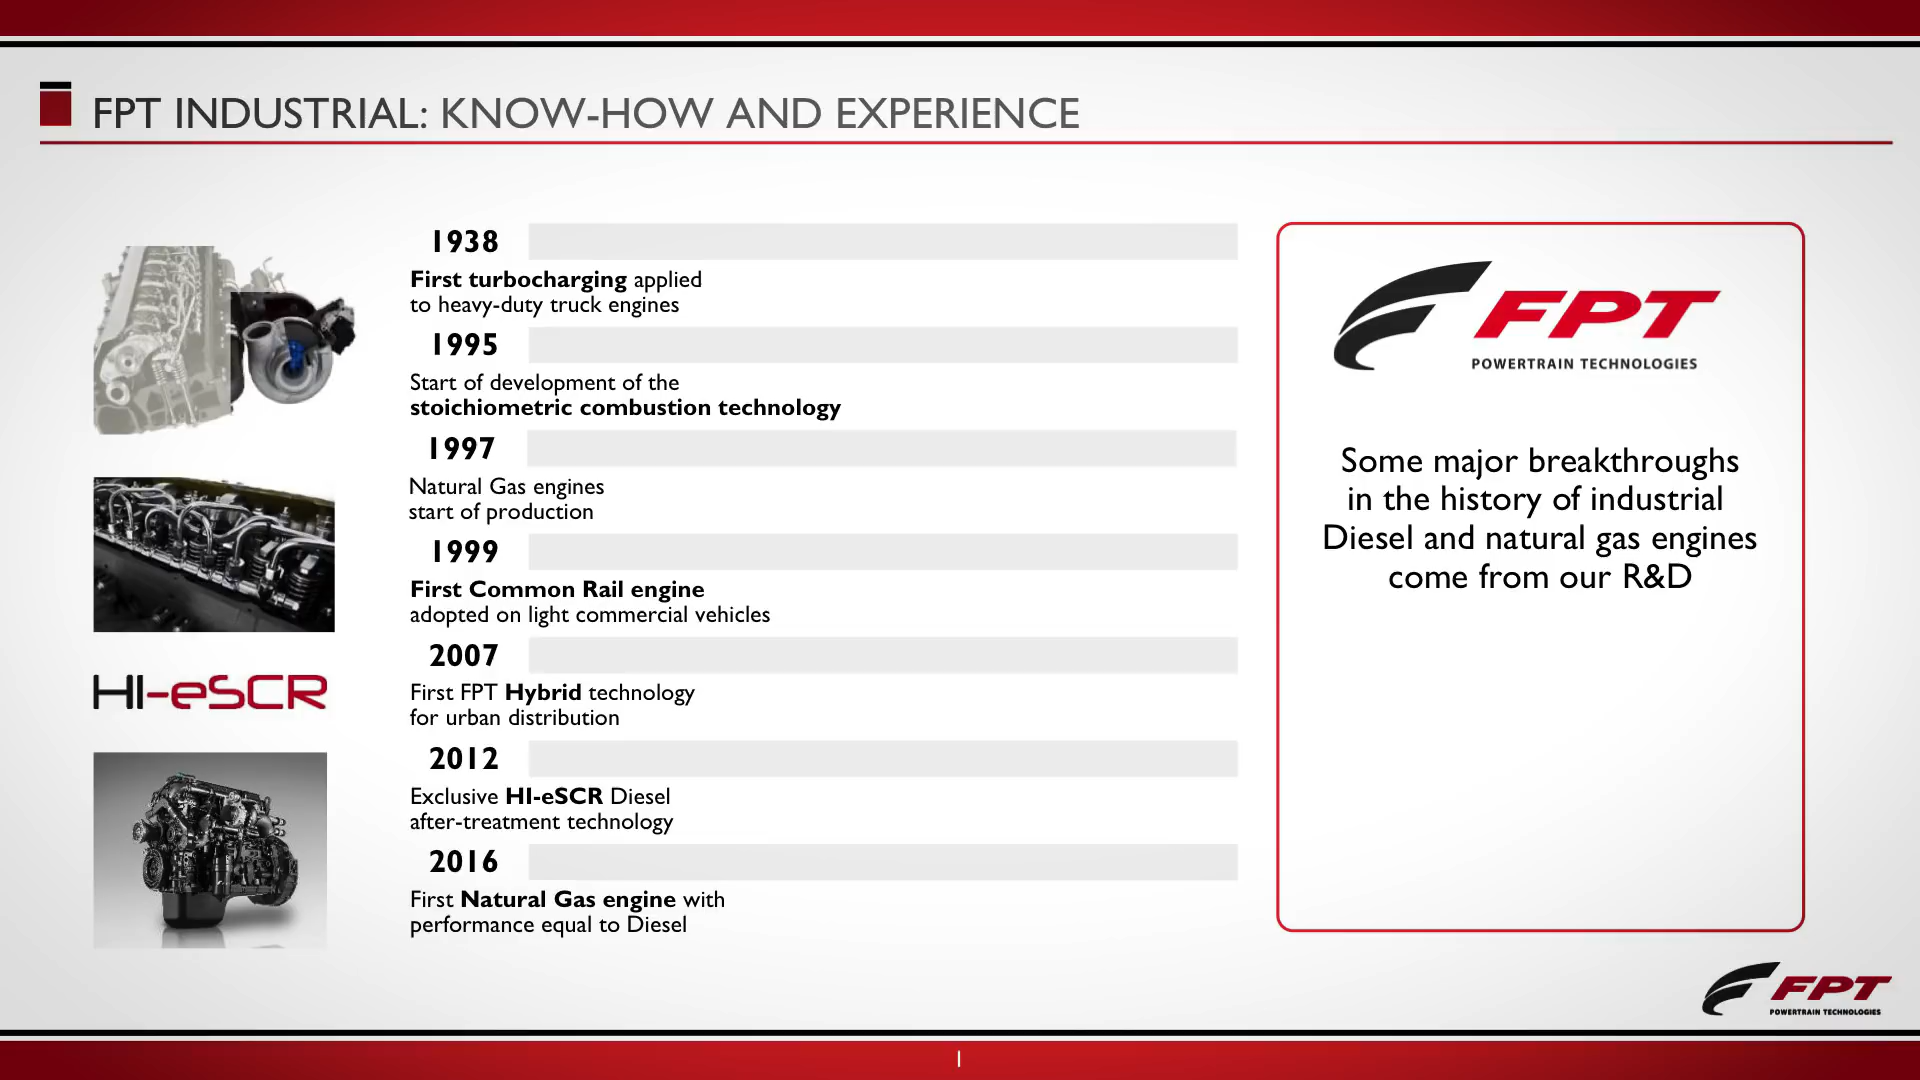 FPT INDUSTRIAL: KNOW-HOW AND EXPERIENCE
1938
First turbocharging applied
to heavy-duty truck engines
1995
Start of development of the
stoichiometric combustion technology
1997
Natural Gas engines
start of production
1999
First Common Rail engine
adopted on light commercial vehicles
2007
First FPT Hybrid technology
for urban distribution
2012
Exclusive HI-eSCR Diesel
after-treatment technology
2016
First Natural Gas engine with
performance equal to Diesel
HI-eSCR
FPT
POWERTRAIN TECHNOLOGIES
Some major breakthroughs
in the history of industrial
Diesel and natural gas engines
come from our R&D
FPT
POWERTRAIN TECHNOLOGIES
1